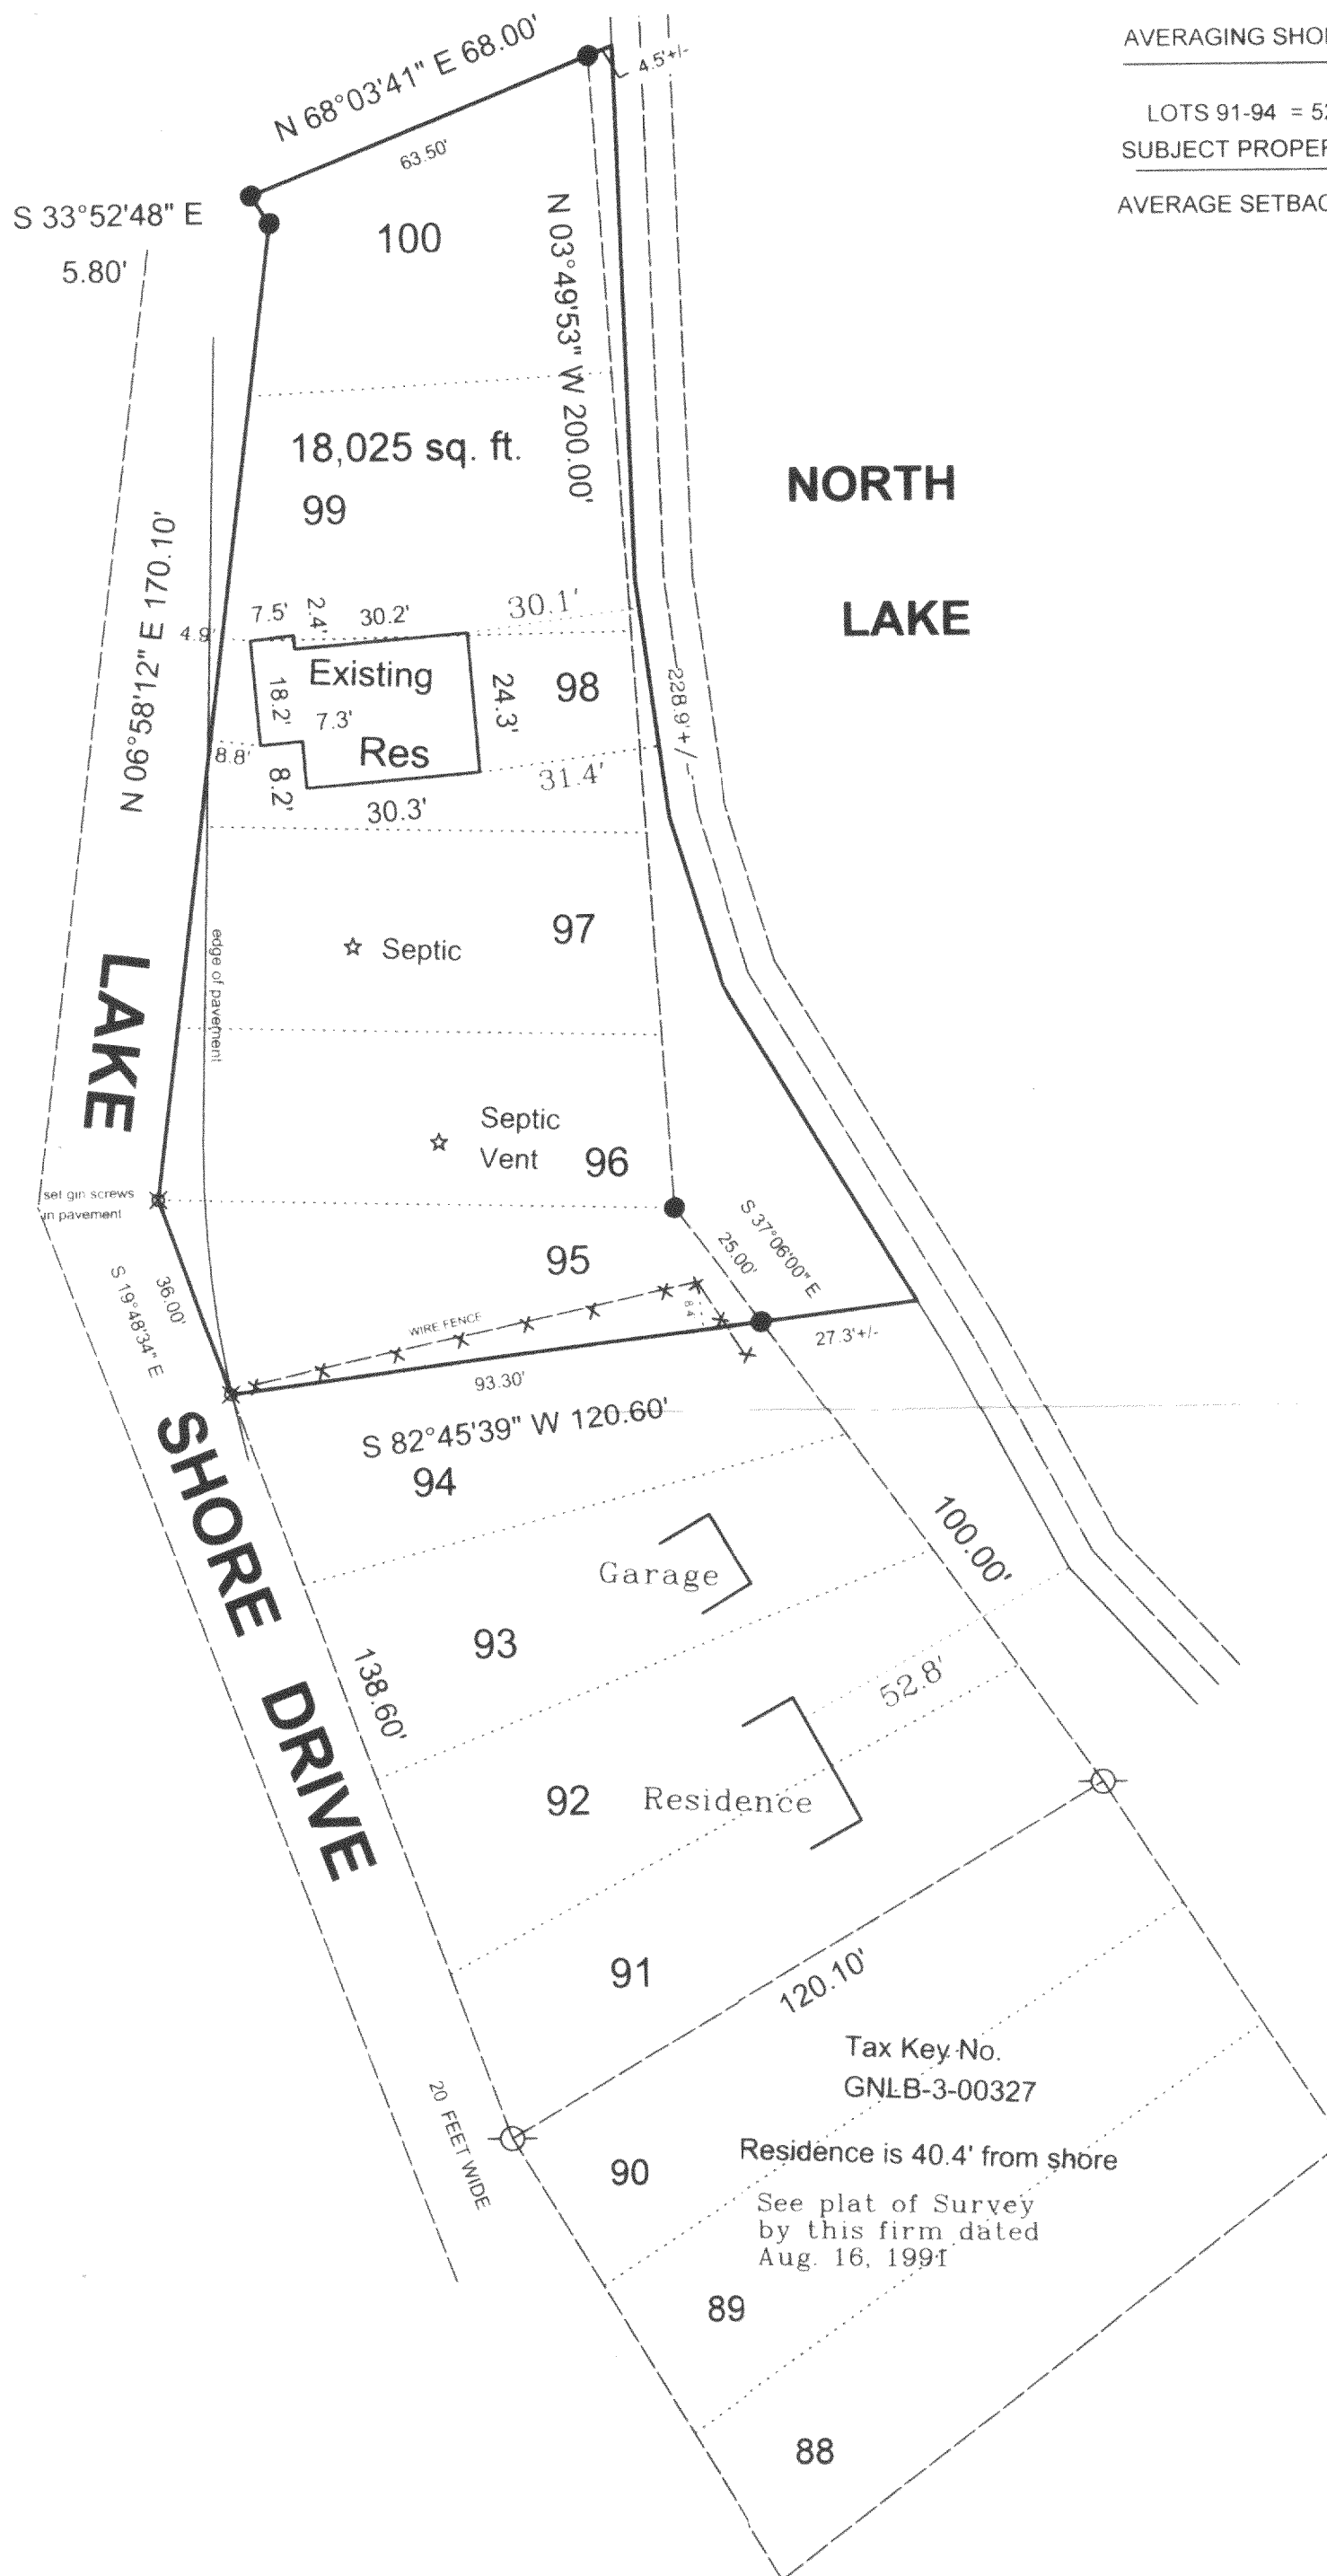 AVERAGING
LOTS 91-94 =
SUBJECT
AVERAGE
N 68°03'41" E 68.00'
4.5'+/-
63.50'
S 33°52'48" E
5.80'
100
N 03°49'53" W 200.00'
18,025 sq. ft.
99
NORTH
LAKE
N 06°58'12" E 170.10'
7.5'
2.4'
30.2'
30.1'
4.9'
Existing
18.2'
7.3'
24.3'
98
Res
228.9'+/
8.8'
8.2'
30.3'
31.4'
edge of pavement
97
Septic
LAKE
Septic
Vent
96
set gin screws
in pavement
S 37°06'00" E
25.00'
95
36.00'
S 19°48'34" E
WIRE FENCE
8.4'
27.3'+/-
93.30'
S 82°45'39" W 120.60'
94
SHORE
100.00'
Garage
93
138.60'
52.8'
DRIVE
92
Residence
91
120.10'
Tax Key No.
GNLB-3-00327
20 FEET WIDE
90
Residence is 40.4' from shore
See plat of Survey
by this firm dated
Aug. 16, 1991
89
88